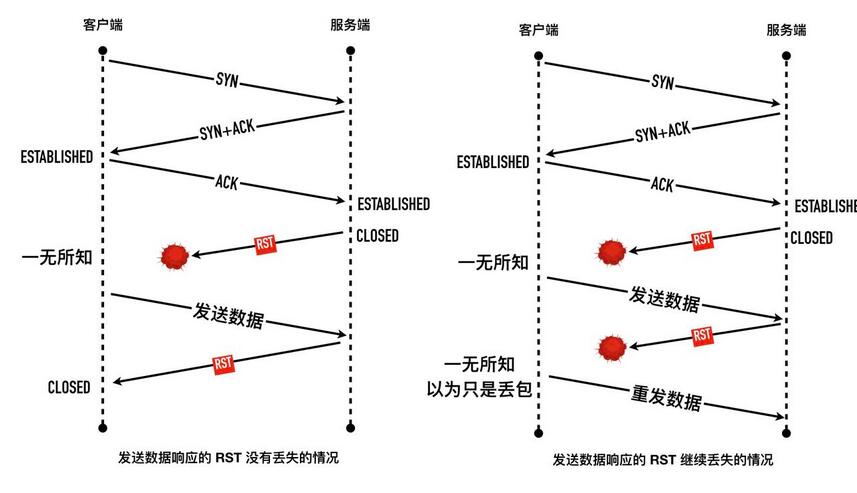 客户端
服务端
SYN
SYN+ACK
ESTABLISHED
ACK
ESTABLISHED
CLOSED
RST
一无所知
发送数据
RST
CLOSED
发送数据响应的 RST 没有丢失的情况
客户端
服务端
SYN
SYN+ACK
ESTABLISHED
ACK
ESTABLISHE
CLOSED
RST
一无所知
发送数据
RST
一无所知
以为只是丢包
重发数据
发送数据响应的 RST 继续丢失的情况